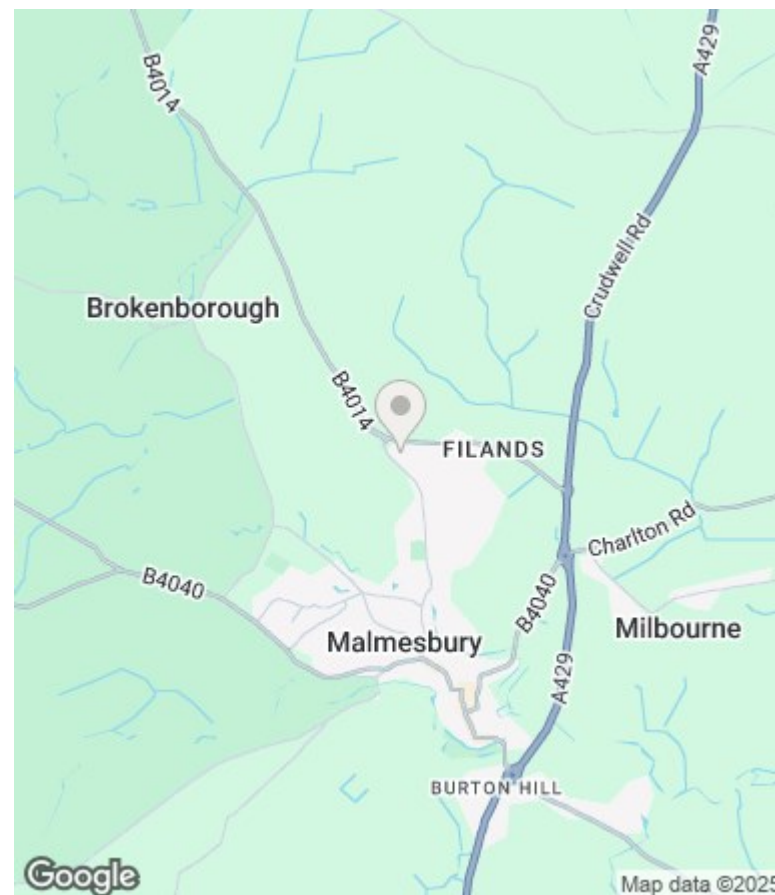 B4014
A429
Crudwell Rd
Brokenborough
B4014
FILANDS
Charlton Rd
B4040
B4040
Malmesbury
Milbourne
A429
BURTON HILL
Google
Map data ©2025